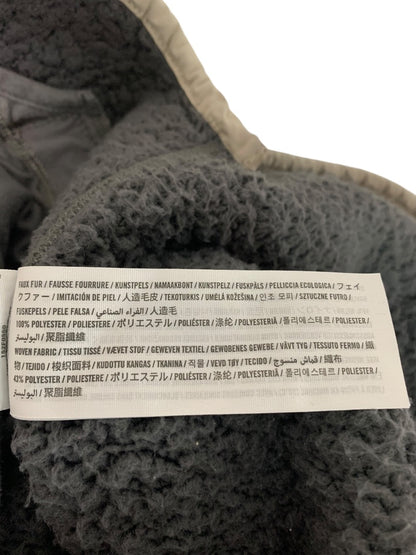 FAUX FUR / FAUSSE FOURRURE / KUNSTPELS / NAMAAKBONT / KUNSTPELZ / FUSKPÄLS / PELLICCIA ECOLOGICA / フェイ
クファー / IMITACIÓN DE PIEL / 人造毛皮 / TEKOTURKIS / UMĚLÁ KOŽEŠINA / 인조 모피 / SZTUCZNE FUTRO /
FUSKEPELS / PELE FALSA / الفراء الصناعي / 人造毛
100% POLYESTER / POLIÉSTER / ポリエステル / POLIESTER / 涤纶 / POLYESTERIÄ / 폴리에스테르 / POLIESTER /
البوليستر / 聚脂纖維
WOVEN FABRIC / TISSU TISSÉ / VÆVET STOF / GEWEVEN TEXTIEL / GEWOBENES GEWEBE / VÄVT TYG / TESSUTO FERMO / 織
物 / TEJIDO / 梭织面料 / KUDOTTU KANGAS / TKANINA / 직물 / VEVD TØY / TECIDO / قماش منسوج / 織布
43% POLYESTER / POLIESTERE / ポリエステル / POLIÉSTER / 涤纶 / POLYESTERIÄ / 폴리에스테르 / POLIESTER /
البوليستر / 聚脂纖維